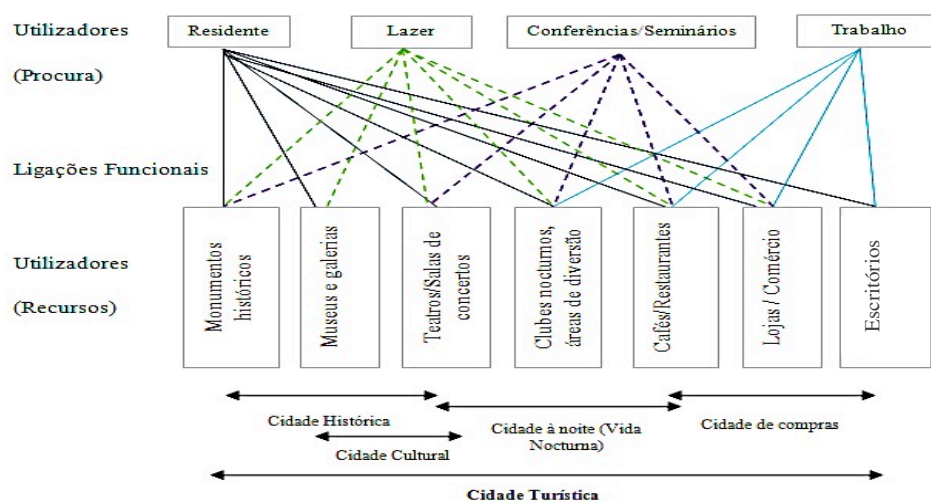 Utilizadores
(Procura)
Residente
Lazer
Conferências/Seminários
Trabalho
Ligações Funcionais
Utilizadores
(Recursos)
Monumentos
históricos
Museus e galerias
Teatros/Salas de
concertos
Clubes nocturnos,
áreas de diversão
Cafés/Restaurantes
Lojas / Comércio
Escritórios
Cidade Histórica
Cidade Cultural
Cidade à noite (Vida
Nocturna)
Cidade de compras
Cidade Turística